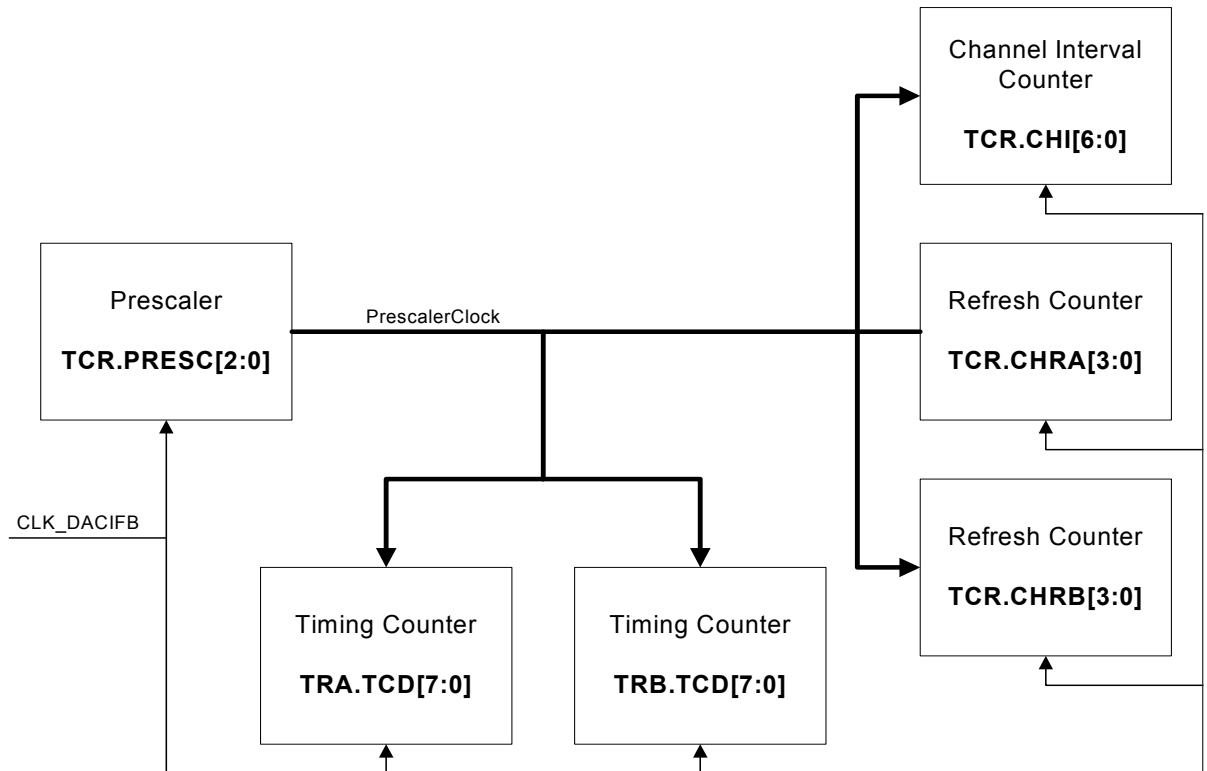 Channel Interval
Counter
TCR.CHI[6:0]
Prescaler
TCR.PRESC[2:0]
PrescalerClock
Refresh Counter
TCR.CHRA[3:0]
CLK_DACIFB
Refresh Counter
TCR.CHRB[3:0]
Timing Counter
TRA.TCD[7:0]
Timing Counter
TRB.TCD[7:0]